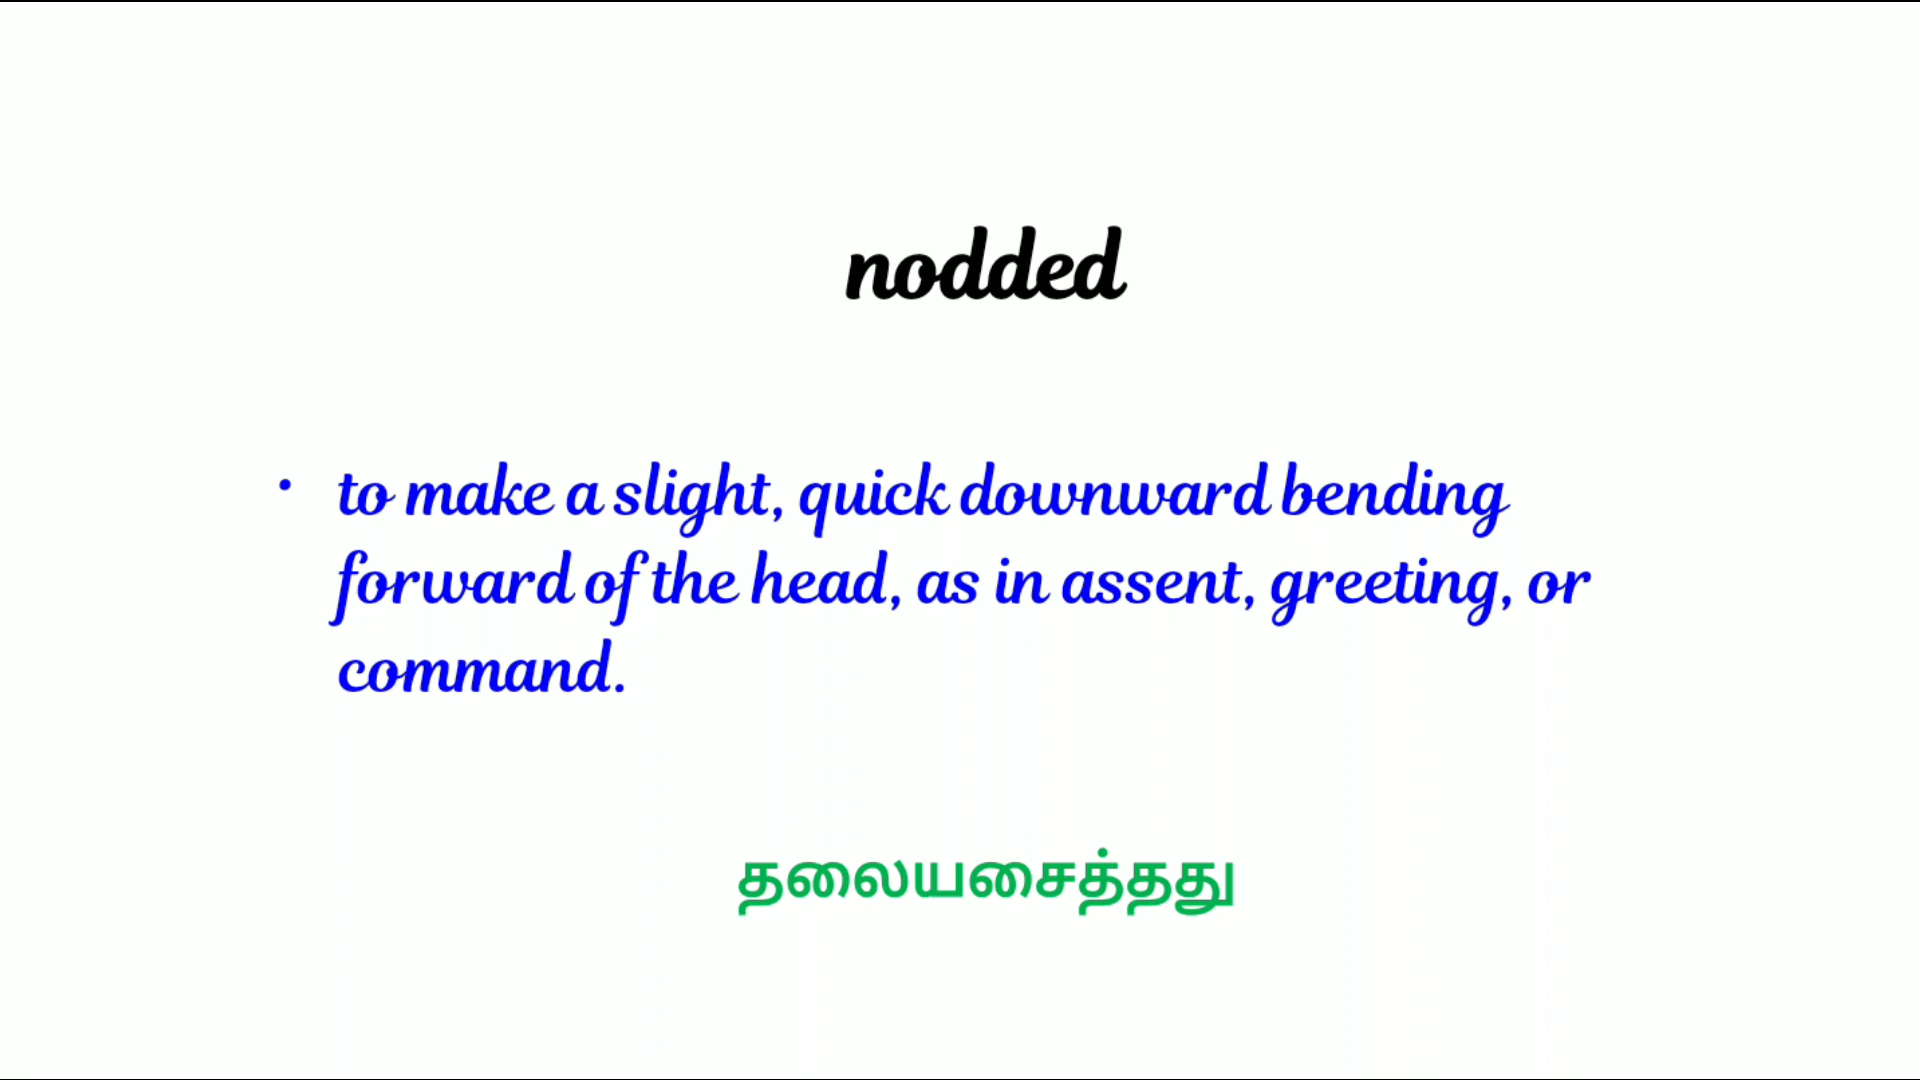 nodded
• to make a slight, quick downward bending
forward of the head, as in assent, greeting, or
command.
தலையசைத்தது